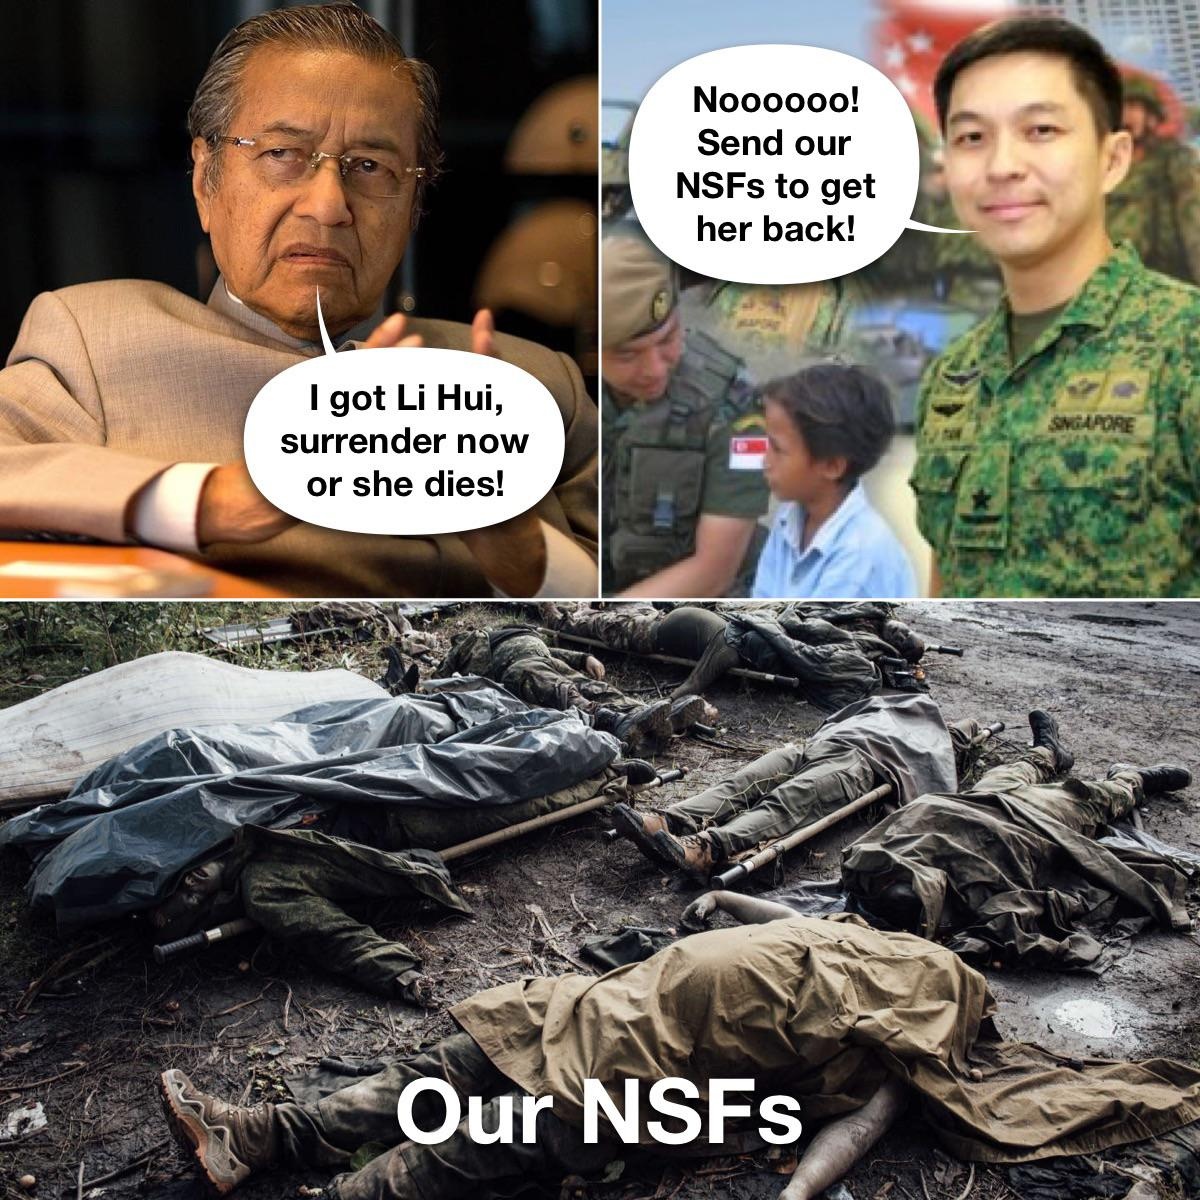 I got Li Hui,
surrender now
or she dies!
Noooooo!
Send our
NSFs to get
her back!
SINGAPORE
Our NSFs